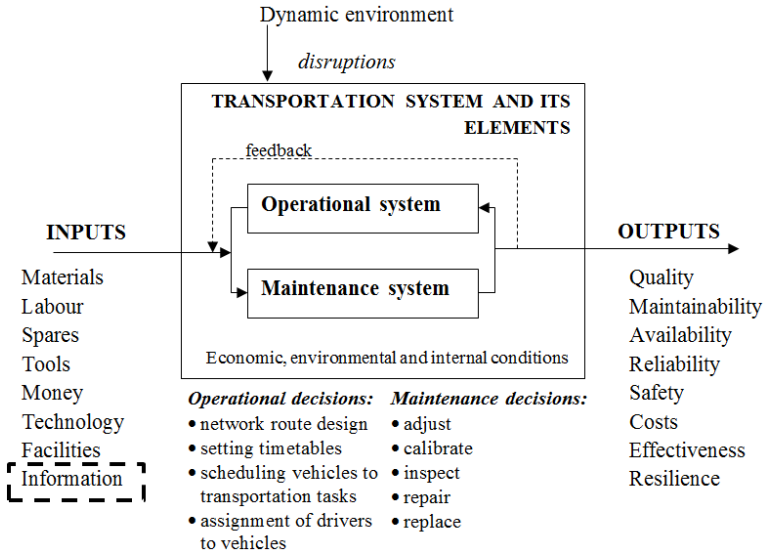 Dynamic environment
disruptions
TRANSPORTATION SYSTEM AND ITS
ELEMENTS
feedback
Operational system
Maintenance system
Economic, environmental and internal conditions
INPUTS
Materials
Labour
Spares
Tools
Money
Technology
Facilities
Information
Operational decisions:
• network route design
• setting timetables
• scheduling vehicles to
transportation tasks
• assignment of drivers
to vehicles
Maintenance decisions:
• adjust
• calibrate
• inspect
• repair
• replace
OUTPUTS
Quality
Maintainability
Availability
Reliability
Safety
Costs
Effectiveness
Resilience